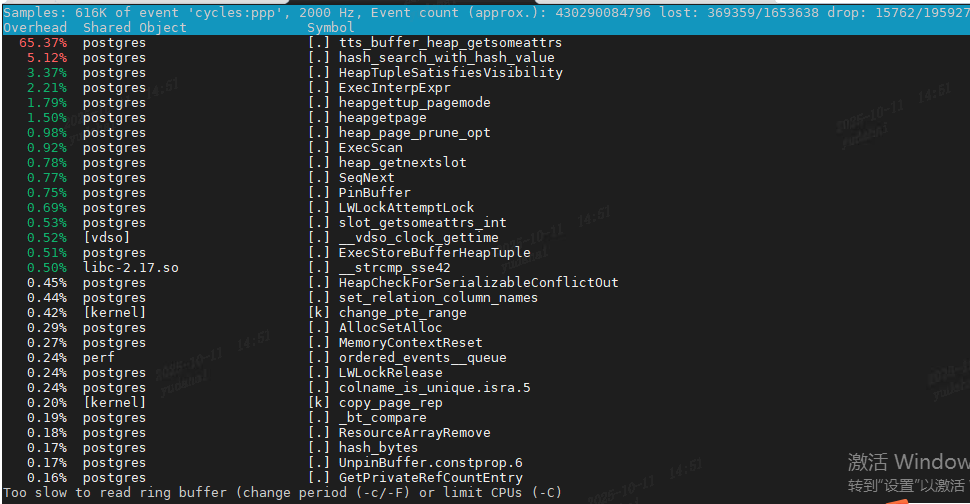 Samples: 616K of event 'cycles:ppp', 2000 Hz, Event count (approx.): 430290084796 lost: 369359/1653638 drop: 15762/195927
Overhead  Shared Object                Symbol
65.37%  postgres                     [.] tts_buffer_heap_getsomeattrs
5.12%  postgres                     [.] hash_search_with_hash_value
3.37%  postgres                     [.] HeapTupleSatisfiesVisibility
2.21%  postgres                     [.] ExecInterpExpr
1.79%  postgres                     [.] heapgettup_pagemode
1.50%  postgres                     [.] heapgetpage
0.98%  postgres                     [.] heap_page_prune_opt
0.92%  postgres                     [.] ExecScan
0.78%  postgres                     [.] heap_getnextslot
0.77%  postgres                     [.] SeqNext
0.75%  postgres                     [.] PinBuffer
0.69%  postgres                     [.] LWLockAttemptLock
0.53%  postgres                     [.] slot_getsomeattrs_int
0.52%  [vdso]                       [.] __vdso_clock_gettime
0.51%  postgres                     [.] ExecStoreBufferHeapTuple
0.50%  libc-2.17.so                 [.] __strcmp_sse42
0.45%  postgres                     [.] HeapCheckForSerializableConflictOut
0.44%  postgres                     [.] set_relation_column_names
0.42%  [kernel]                     [k] change_pte_range
0.29%  postgres                     [.] AllocSetAlloc
0.27%  postgres                     [.] MemoryContextReset
0.24%  perf                         [.] ordered_events__queue
0.24%  postgres                     [.] LWLockRelease
0.24%  postgres                     [.] colname_is_unique.isra.5
0.20%  [kernel]                     [k] copy_page_rep
0.19%  postgres                     [.] _bt_compare
0.18%  postgres                     [.] ResourceArrayRemove
0.17%  postgres                     [.] hash_bytes
0.17%  postgres                     [.] UnpinBuffer.constprop.6
0.16%  postgres                     [.] GetPrivateRefCountEntry
Too slow to read ring buffer (change period (-c/-F) or limit CPUs (-C)
激活 Window
转到"设置"以激活